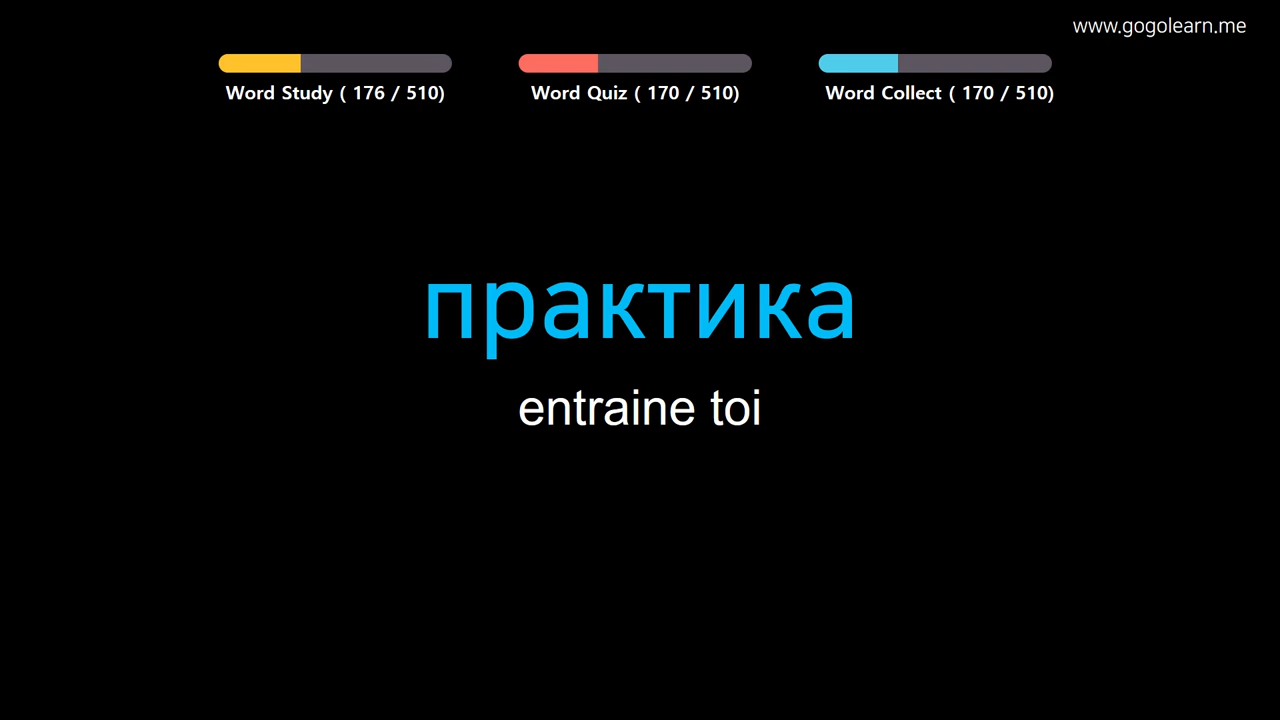 www.gogolearn.me
Word Study ( 176 / 510)
Word Quiz ( 170 / 510)
Word Collect ( 170 / 510)
практика
entraine toi